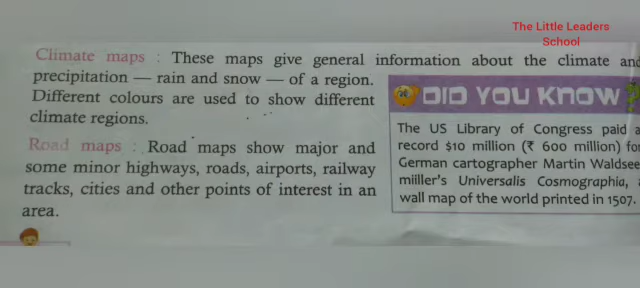 The Little Leaders
School
Climate maps : These maps give general information about the climate and
precipitation — rain and snow — of a region.
Different colours are used to show different
climate regions.
Road maps : Road maps show major and
some minor highways, roads, airports, railway
tracks, cities and other points of interest in an
area.
DID YOU KNOW
The US Library of Congress paid a
record $10 million (₹ 600 million) for
German cartographer Martin Waldsee
miiller's Universalis Cosmographia, a
wall map of the world printed in 1507.